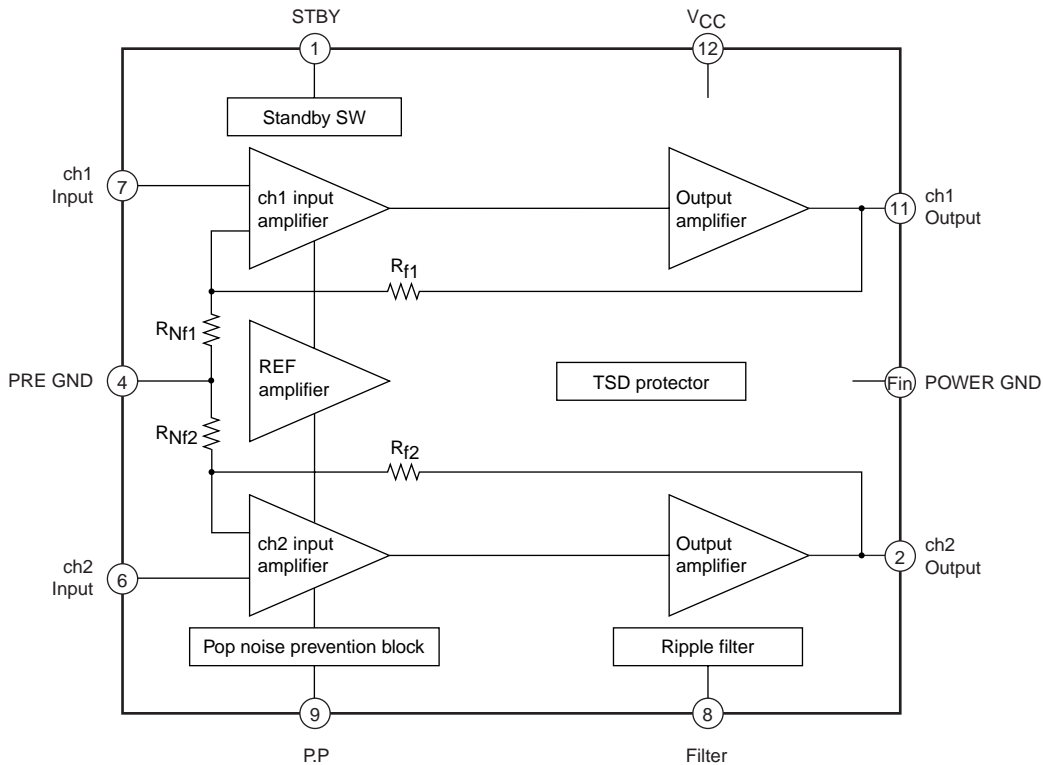 STBY
VCC
1
12
Standby SW
ch1
Input
7
ch1 input
amplifier
Output
amplifier
11
ch1
Output
Rf1
RNf1
PRE GND
4
REF
amplifier
TSD protector
Fin
POWER GND
RNf2
Rf2
ch2
Input
6
ch2 input
amplifier
Output
amplifier
2
ch2
Output
Pop noise prevention block
Ripple filter
9
8
P.P
Filter